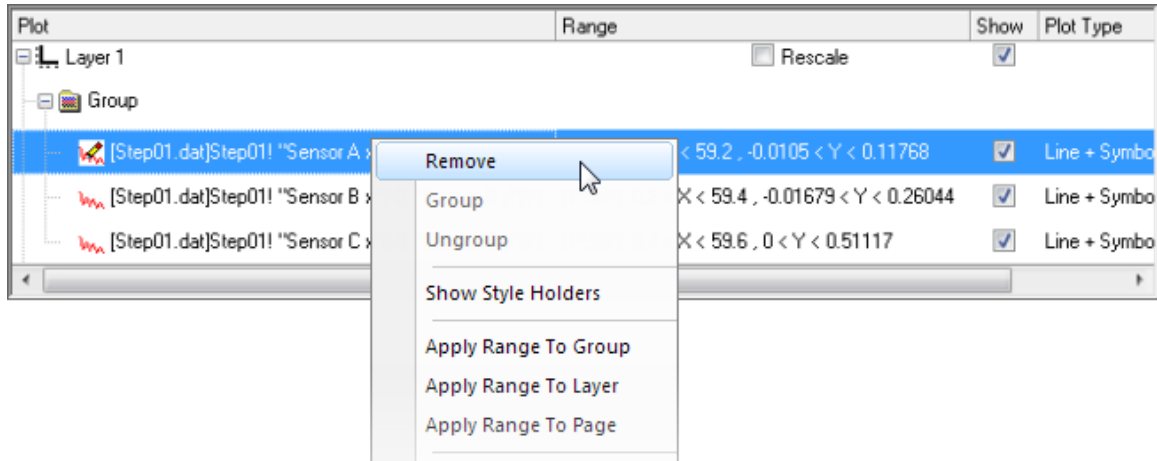 Plot Range Show Plot Type
Layer 1 Rescale
Group
[Step01.dat]Step01! "Sensor A < 59.2 , -0.0105 < Y < 0.11768 Line + Symbo
[Step01.dat]Step01! "Sensor B X < 59.4 , -0.01679 < Y < 0.26044 Line + Symbo
[Step01.dat]Step01! "Sensor C X < 59.6 , 0 < Y < 0.51117 Line + Symbo
Remove
Group
Ungroup
Show Style Holders
Apply Range To Group
Apply Range To Layer
Apply Range To Page